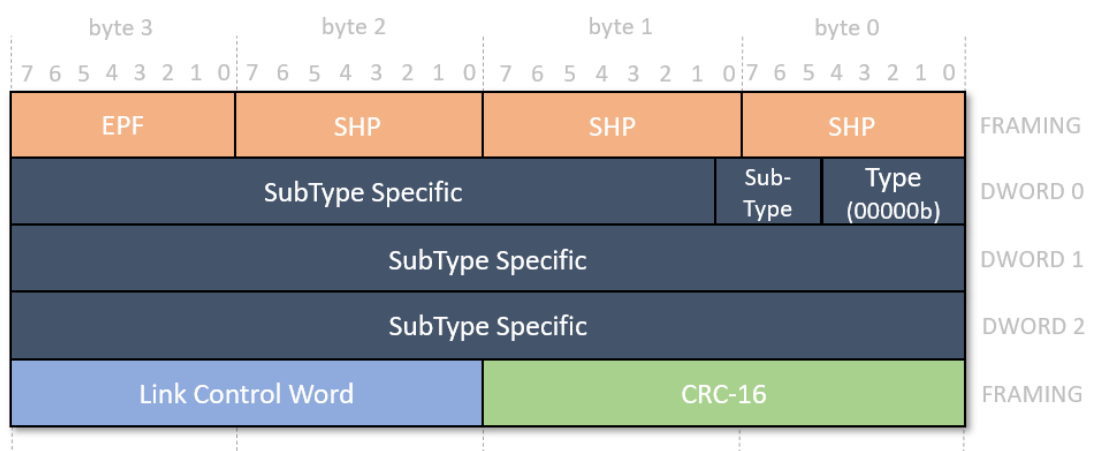 byte 3 byte 2 byte 1 byte 0
7 6 5 4 3 2 1 0 7 6 5 4 3 2 1 0 7 6 5 4 3 2 1 0 7 6 5 4 3 2 1 0
EPF SHP SHP SHP FRAMING
SubType Specific Sub-
Type Type
(00000b) DWORD 0
SubType Specific DWORD 1
SubType Specific DWORD 2
Link Control Word CRC-16 FRAMING